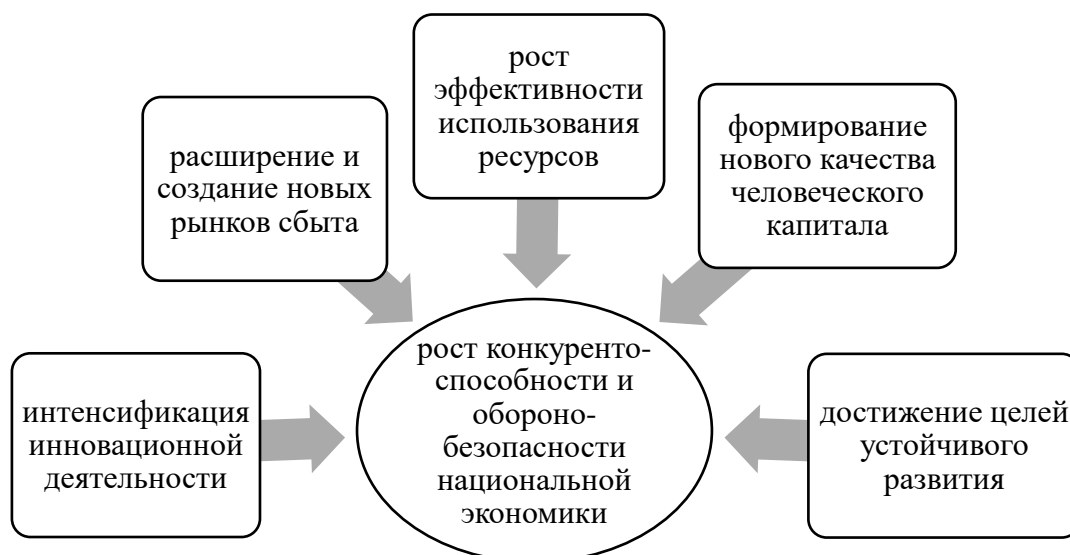 рост
эффективности
использования
ресурсов
расширение и
создание новых
рынков сбыта
формирование
нового качества
человеческого
капитала
интенсификация
инновационной
деятельности
рост конкуренто-
способности и
обороно-
безопасности
национальной
экономики
достижение целей
устойчивого
развития